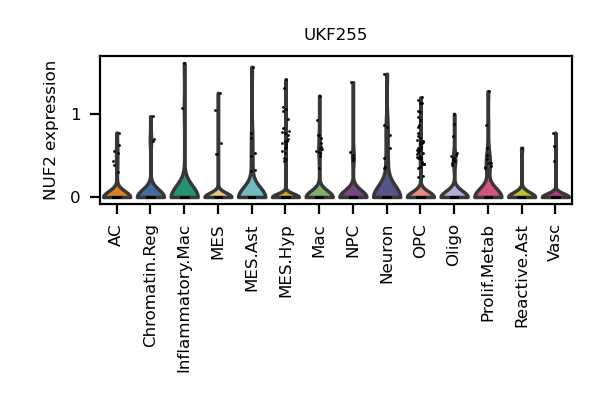 UKF255
NUF2 expression
1
0
AC
Chromatin.Reg
Inflammatory.Mac
MES
MES.Ast
MES.Hyp
Mac
NPC
Neuron
OPC
Oligo
Prolif.Metab
Reactive.Ast
Vasc